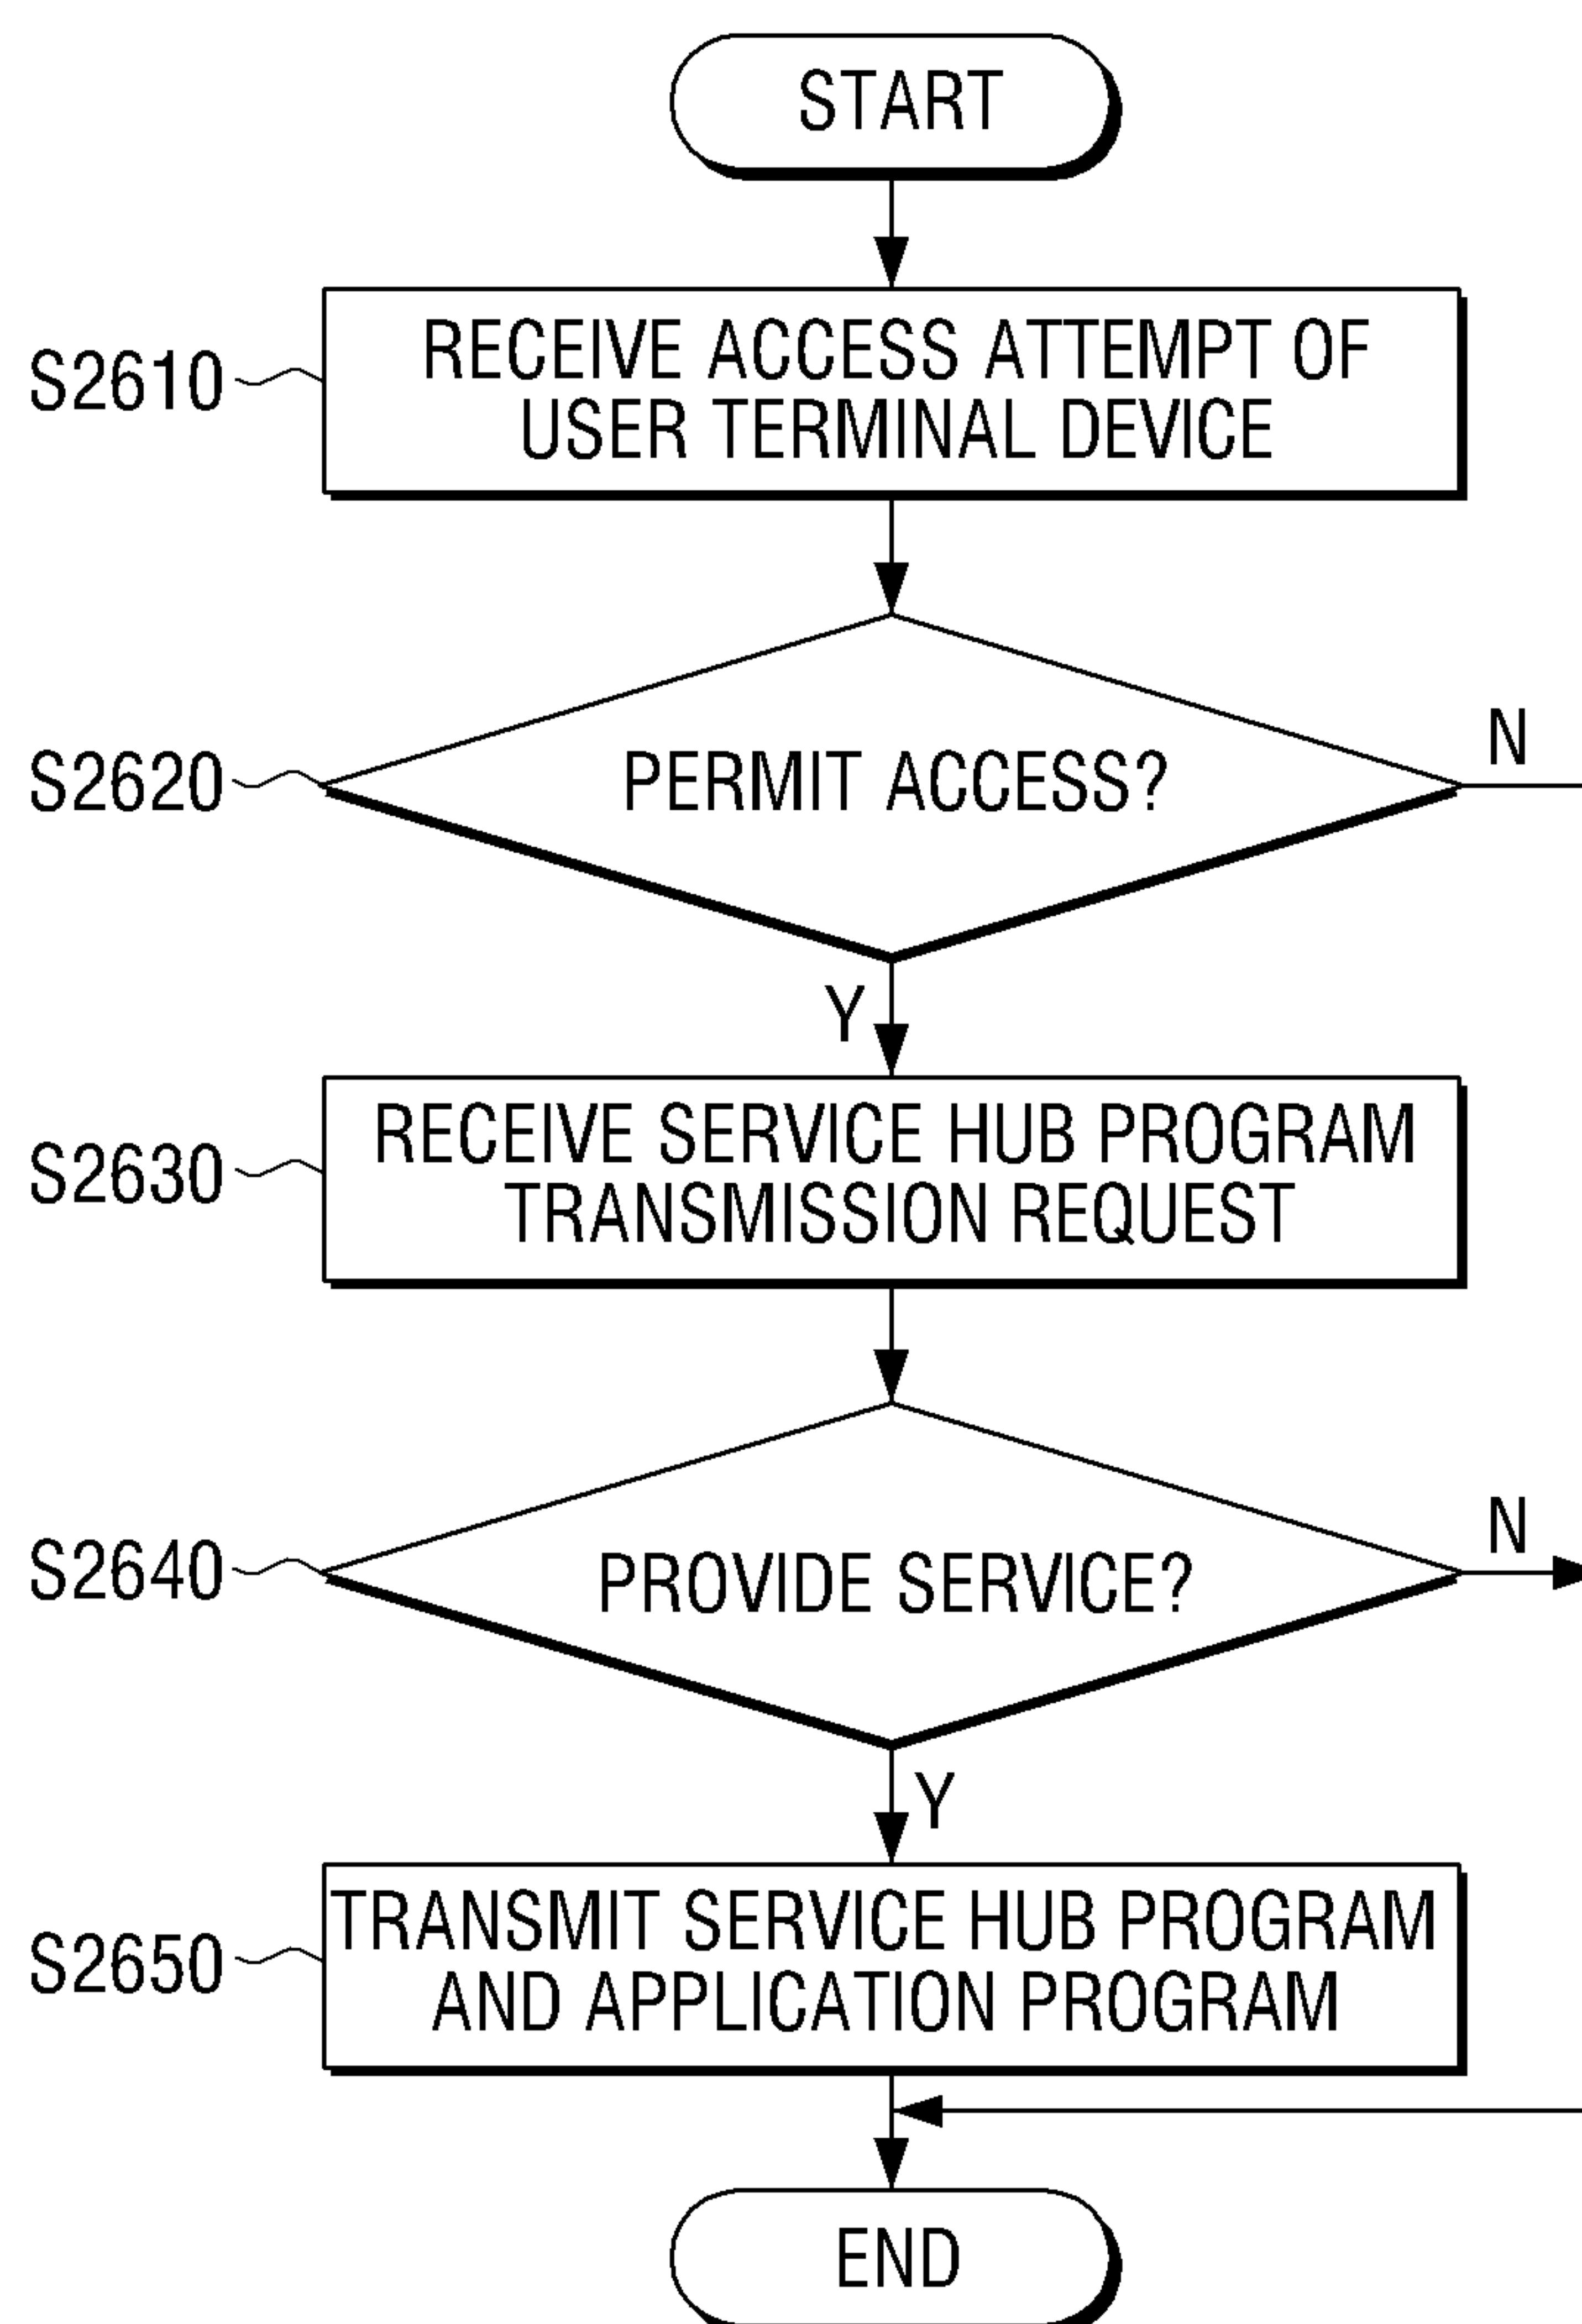 START
S2610
RECEIVE ACCESS ATTEMPT OF
USER TERMINAL DEVICE
S2620
PERMIT ACCESS?
N
Y
S2630
RECEIVE SERVICE HUB PROGRAM
TRANSMISSION REQUEST
S2640
PROVIDE SERVICE?
N
Y
S2650
TRANSMIT SERVICE HUB PROGRAM
AND APPLICATION PROGRAM
END